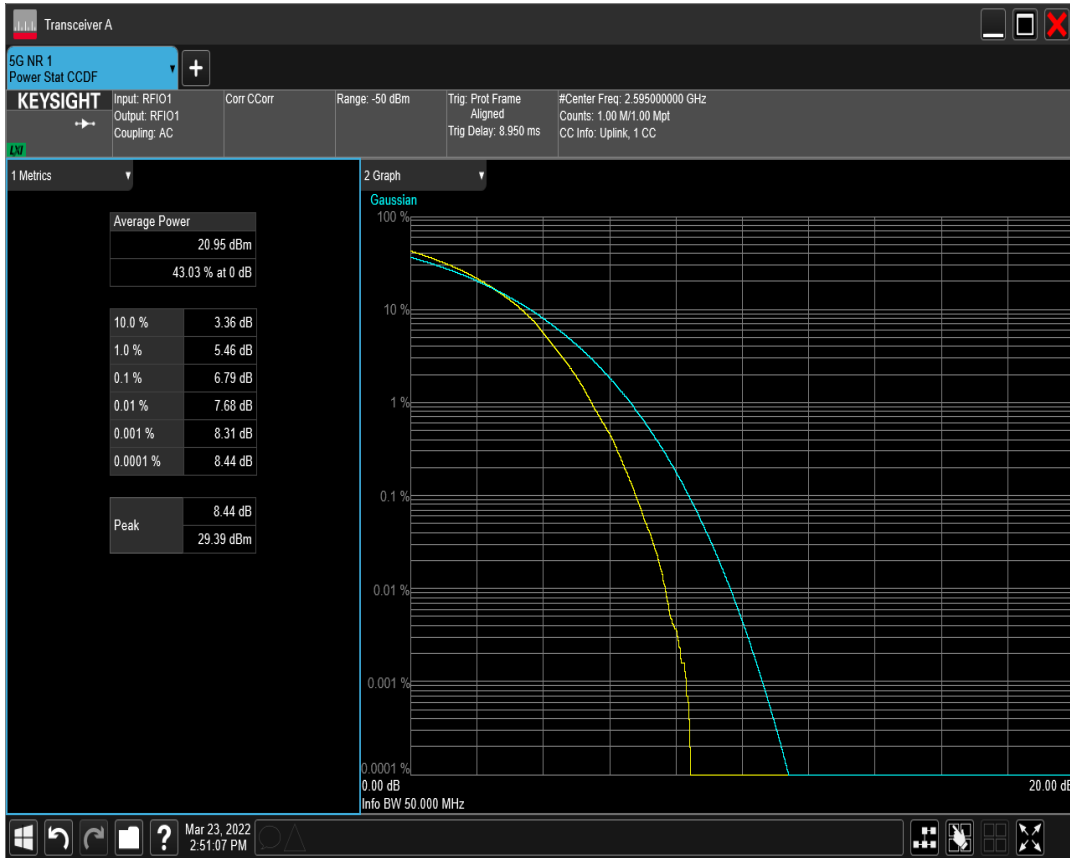 Transceiver A
5G NR 1
Power Stat CCDF
+
KEYSIGHT
LXI
Input: RFIO1
Output: RFIO1
Coupling: AC
Corr CCorr
Range: -50 dBm
Trig: Prot Frame
Aligned
Trig Delay: 8.950 ms
#Center Freq: 2.595000000 GHz
Counts: 1.00 M/1.00 Mpt
CC Info: Uplink, 1 CC
1 Metrics
Average Power
20.95 dBm
43.03 % at 0 dB
10.0 % 3.36 dB
1.0 % 5.46 dB
0.1 % 6.79 dB
0.01 % 7.68 dB
0.001 % 8.31 dB
0.0001 % 8.44 dB
Peak 8.44 dB
29.39 dBm
2 Graph
Gaussian
100 %
10 %
1 %
0.1 %
0.01 %
0.001 %
0.0001 %
0.00 dB 20.00 dB
Info BW 50.000 MHz
?
Mar 23, 2022
2:51:07 PM